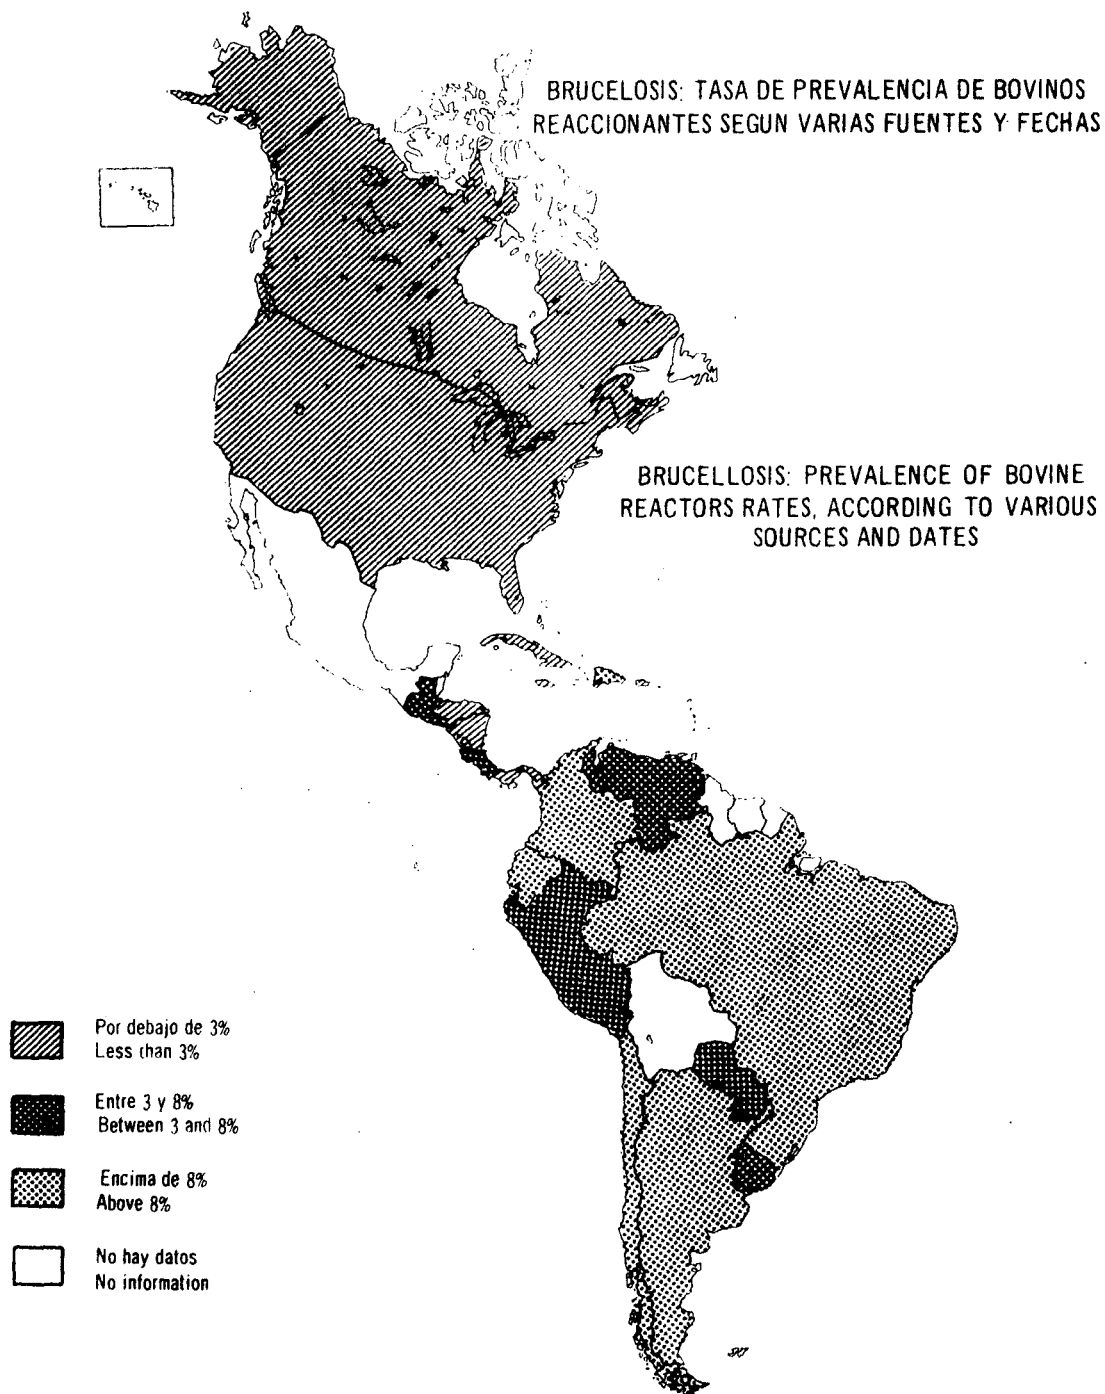 BRUCELOSIS: TASA DE PREVALENCIA DE BOVINOS
REACCIONANTES SEGUN VARIAS FUENTES Y FECHAS
BRUCELLOSIS: PREVALENCE OF BOVINE
REACTORS RATES, ACCORDING TO VARIOUS
SOURCES AND DATES
Por debajo de 3%
Less than 3%
Entre 3 y 8%
Between 3 and 8%
Encima de 8%
Above 8%
No hay datos
No information